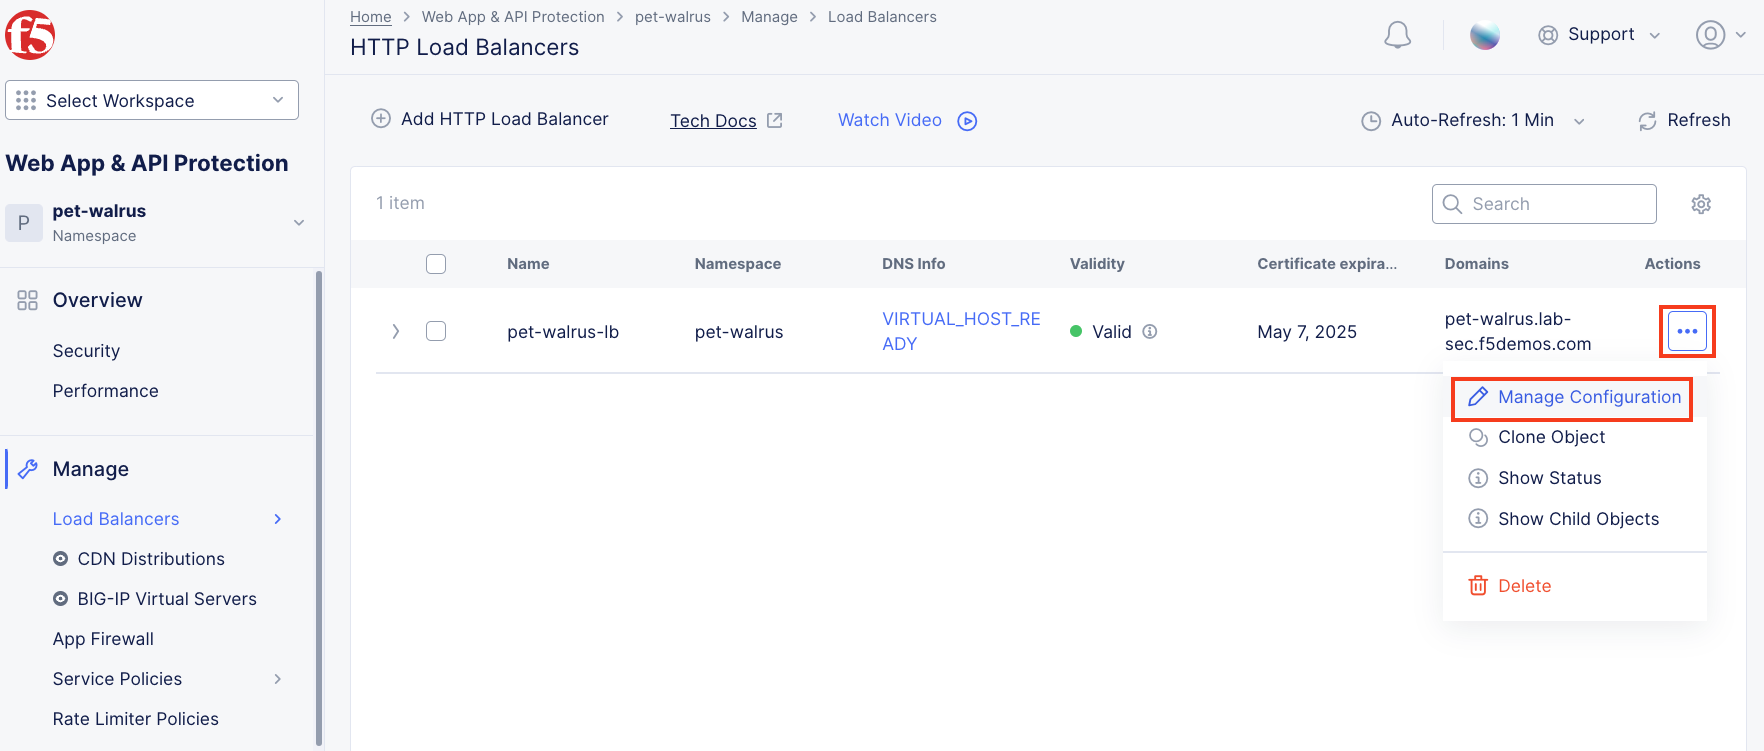 f5
Home > Web App & API Protection > pet-walrus > Manage > Load Balancers
HTTP Load Balancers
Support
Select Workspace
Web App & API Protection
P
pet-walrus
Namespace
Overview
Security
Performance
Manage
Load Balancers
CDN Distributions
BIG-IP Virtual Servers
App Firewall
Service Policies
Rate Limiter Policies
Add HTTP Load Balancer
Tech Docs
Watch Video
Auto-Refresh: 1 Min
Refresh
1 item
Search
Name Namespace DNS Info Validity Certificate expira... Domains Actions
pet-walrus-lb pet-walrus VIRTUAL_HOST_RE
ADY
Valid May 7, 2025 pet-walrus.lab-
sec.f5demos.com
Manage Configuration
Clone Object
Show Status
Show Child Objects
Delete